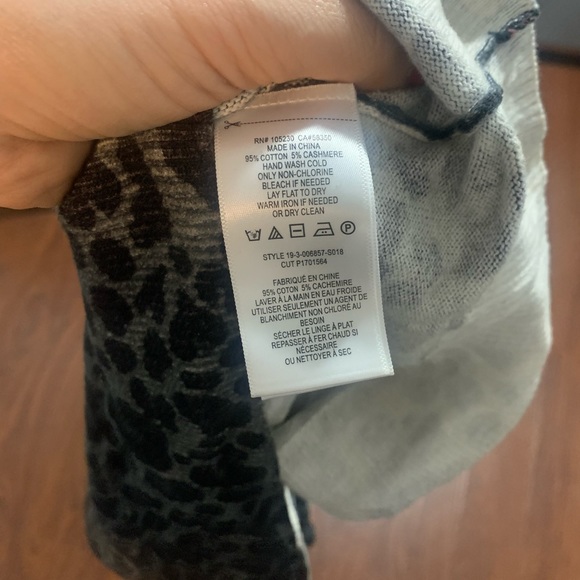 RN# 105230 CA#58350
MADE IN CHINA
95% COTTON 5% CASHMERE
HAND WASH COLD
ONLY NON-CHLORINE
BLEACH IF NEEDED
LAY FLAT TO DRY
WARM IRON IF NEEDED
OR DRY CLEAN
P
STYLE 19-3-006857-S018
CUT P1701564
FABRIQUÉ EN CHINE
95% COTON 5% CACHEMIRE
LAVER À LA MAIN EN EAU FROIDE
UTILISER SEULEMENT UN AGENT DE
BLANCHIMENT NON CHLORÉ AU
BESOIN
SÉCHER LE LINGE À PLAT
REPASSER À FER CHAUD SI
NÉCESSAIRE
OU NETTOYER À SEC